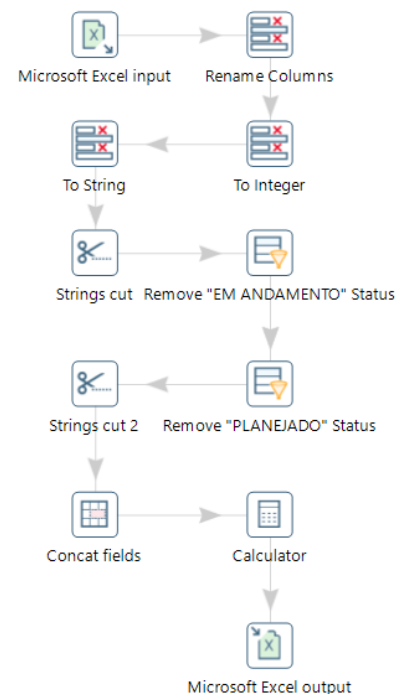 Microsoft Excel input
Rename Columns
To String
To Integer
Strings cut
Remove "EM ANDAMENTO" Status
Strings cut 2
Remove "PLANEJADO" Status
Concat fields
Calculator
Microsoft Excel output